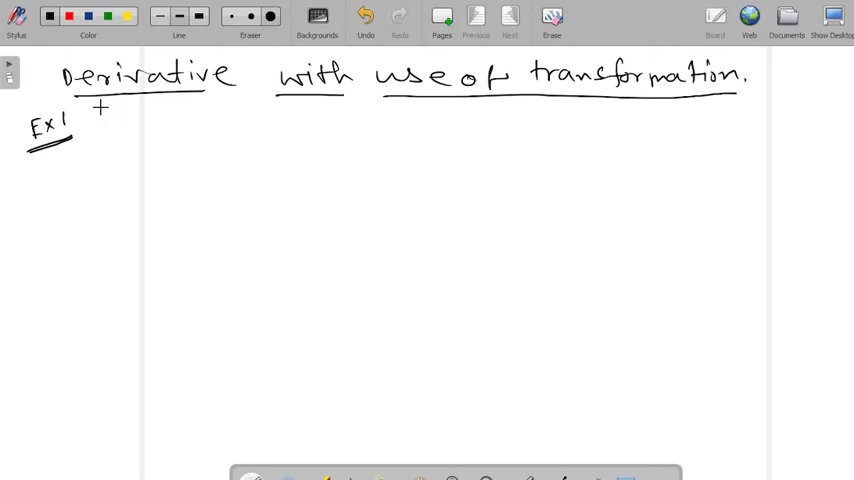 Stylus Color Line Eraser Backgrounds Undo Redo Pages Previous Next Erase Board Web Documents Show Desktop
Derivative with use of transformation.
Ex1